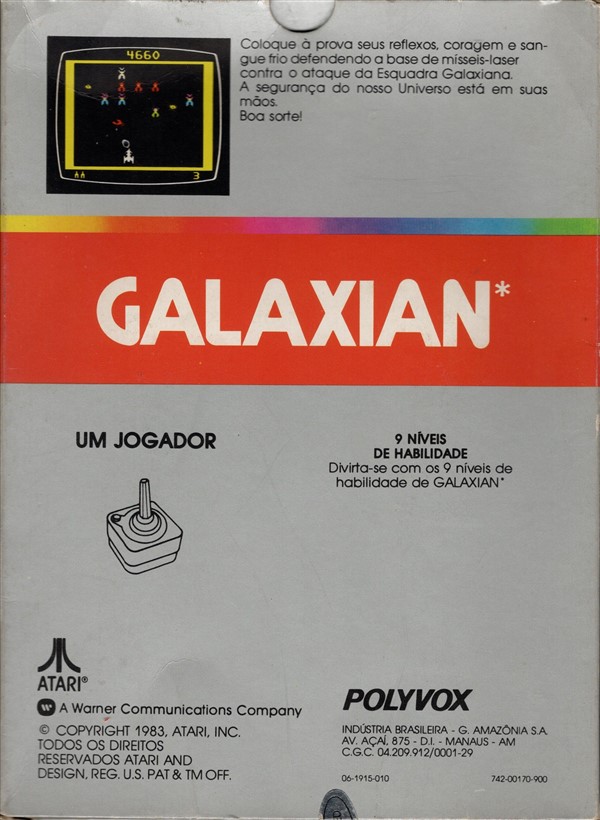 4660
3
Coloque à prova seus reflexos, coragem e san-
gue frio defendendo a base de mísseis-laser
contra o ataque da Esquadra Galaxiana.
A segurança do nosso Universo está em suas
mãos.
Boa sorte!
GALAXIAN*
UM JOGADOR
9 NÍVEIS
DE HABILIDADE
Divirta-se com os 9 níveis de
habilidade de GALAXIAN*
ATARI®
A Warner Communications Company
© COPYRIGHT 1983, ATARI, INC.
TODOS OS DIREITOS
RESERVADOS ATARI AND
DESIGN, REG. U.S. PAT & TM OFF.
POLYVOX
INDÚSTRIA BRASILEIRA - G. AMAZÔNIA S.A.
AV. AÇAÍ, 875 - D.I. - MANAUS - AM
C.G.C. 04.209.912/0001-29
06-1915-010
742-00170-900